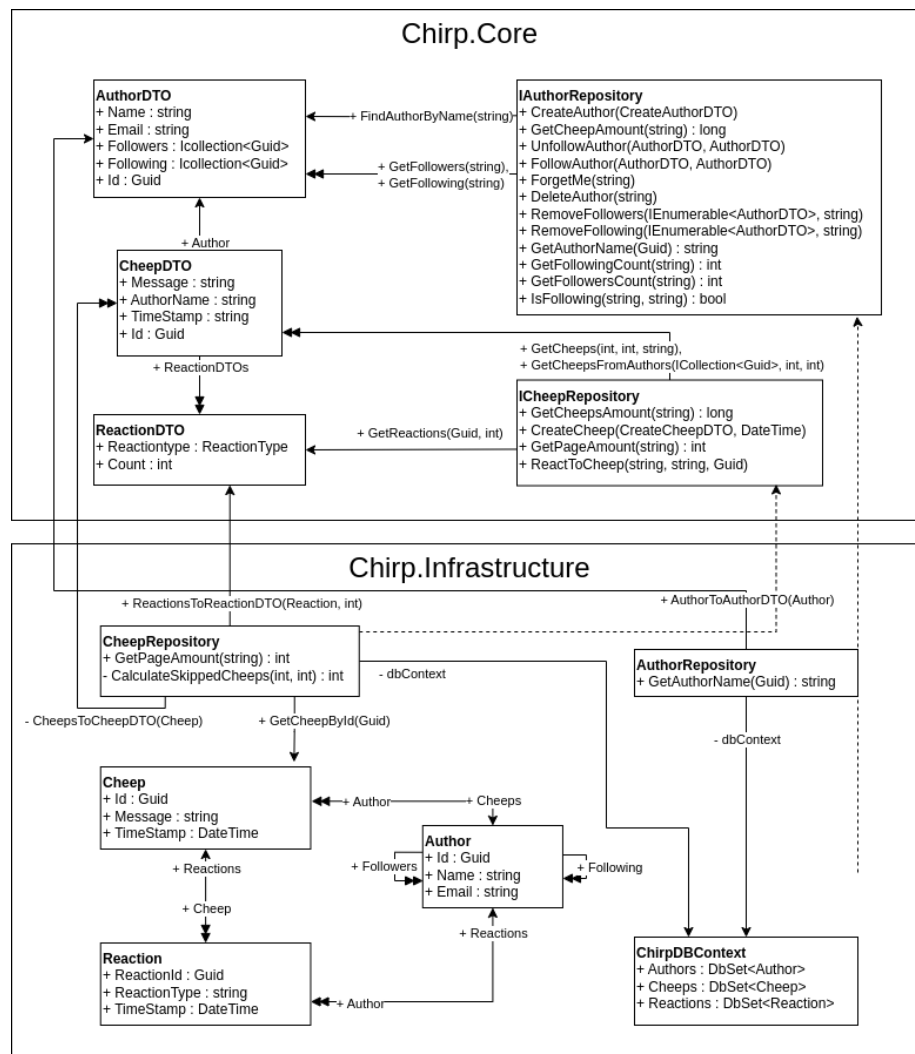 Chirp.Core
AuthorDTO
+ Name : string
+ Email : string
+ Followers : Icollection<Guid>
+ Following : Icollection<Guid>
+ Id : Guid
+ FindAuthorByName(string)
+ GetFollowers(string),
+ GetFollowing(string)
IAuthorRepository
+ CreateAuthor(CreateAuthorDTO)
+ GetCheepAmount(string) : long
+ UnfollowAuthor(AuthorDTO, AuthorDTO)
+ FollowAuthor(AuthorDTO, AuthorDTO)
+ ForgetMe(string)
+ DeleteAuthor(string)
+ RemoveFollowers(IEnumerable<AuthorDTO>, string)
+ RemoveFollowing(IEnumerable<AuthorDTO>, string)
+ GetAuthorName(Guid) : string
+ GetFollowingCount(string) : int
+ GetFollowersCount(string) : int
+ IsFollowing(string, string) : bool
+ Author
CheepDTO
+ Message : string
+ AuthorName : string
+ TimeStamp : string
+ Id : Guid
+ GetCheeps(int, int, string),
+ GetCheepsFromAuthors(ICollection<Guid>, int, int)
+ ReactionDTOs
ICheepRepository
+ GetCheepsAmount(string) : long
+ CreateCheep(CreateCheepDTO, DateTime)
+ GetPageAmount(string) : int
+ ReactToCheep(string, string, Guid)
ReactionDTO
+ Reactiontype : ReactionType
+ Count : int
+ GetReactions(Guid, int)
Chirp.Infrastructure
+ ReactionsToReactionDTO(Reaction, int)
+ AuthorToAuthorDTO(Author)
CheepRepository
+ GetPageAmount(string) : int
- CalculateSkippedCheeps(int, int) : int
- dbContext
AuthorRepository
+ GetAuthorName(Guid) : string
- CheepsToCheepDTO(Cheep)
+ GetCheepById(Guid)
- dbContext
Cheep
+ Id : Guid
+ Message : string
+ TimeStamp : DateTime
+ Author
+ Cheeps
Author
+ Id : Guid
+ Name : string
+ Email : string
+ Followers
+ Following
+ Reactions
+ Cheep
+ Reactions
Reaction
+ ReactionId : Guid
+ ReactionType : string
+ TimeStamp : DateTime
+ Author
ChirpDBContext
+ Authors : DbSet<Author>
+ Cheeps : DbSet<Cheep>
+ Reactions : DbSet<Reaction>